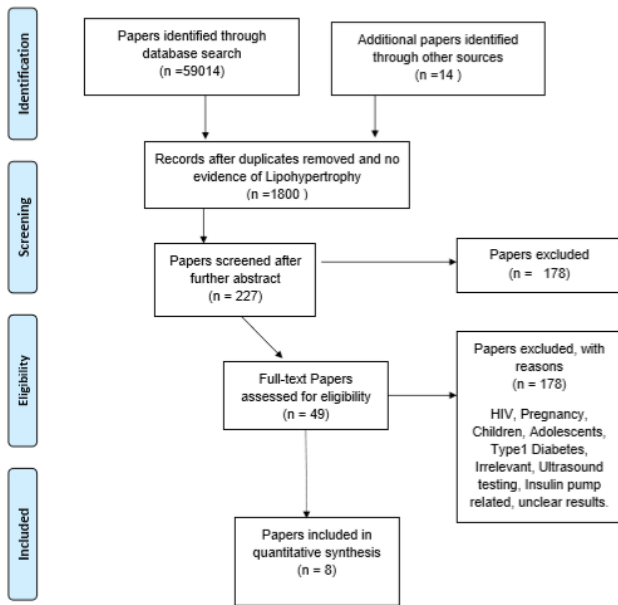 Identification
Papers identified through
database search
(n =59014)
Additional papers identified
through other sources
(n =14 )
Records after duplicates removed and no
evidence of Lipohypertrophy
(n =1800 )
Screening
Papers screened after
further abstract
(n = 227)
Papers excluded
(n = 178)
Eligibility
Full-text Papers
assessed for eligibility
(n = 49)
Papers excluded, with
reasons
(n = 178)
HIV, Pregnancy,
Children, Adolescents,
Type1 Diabetes,
Irrelevant, Ultrasound
testing, Insulin pump
related, unclear results.
Included
Papers included in
quantitative synthesis
(n = 8)